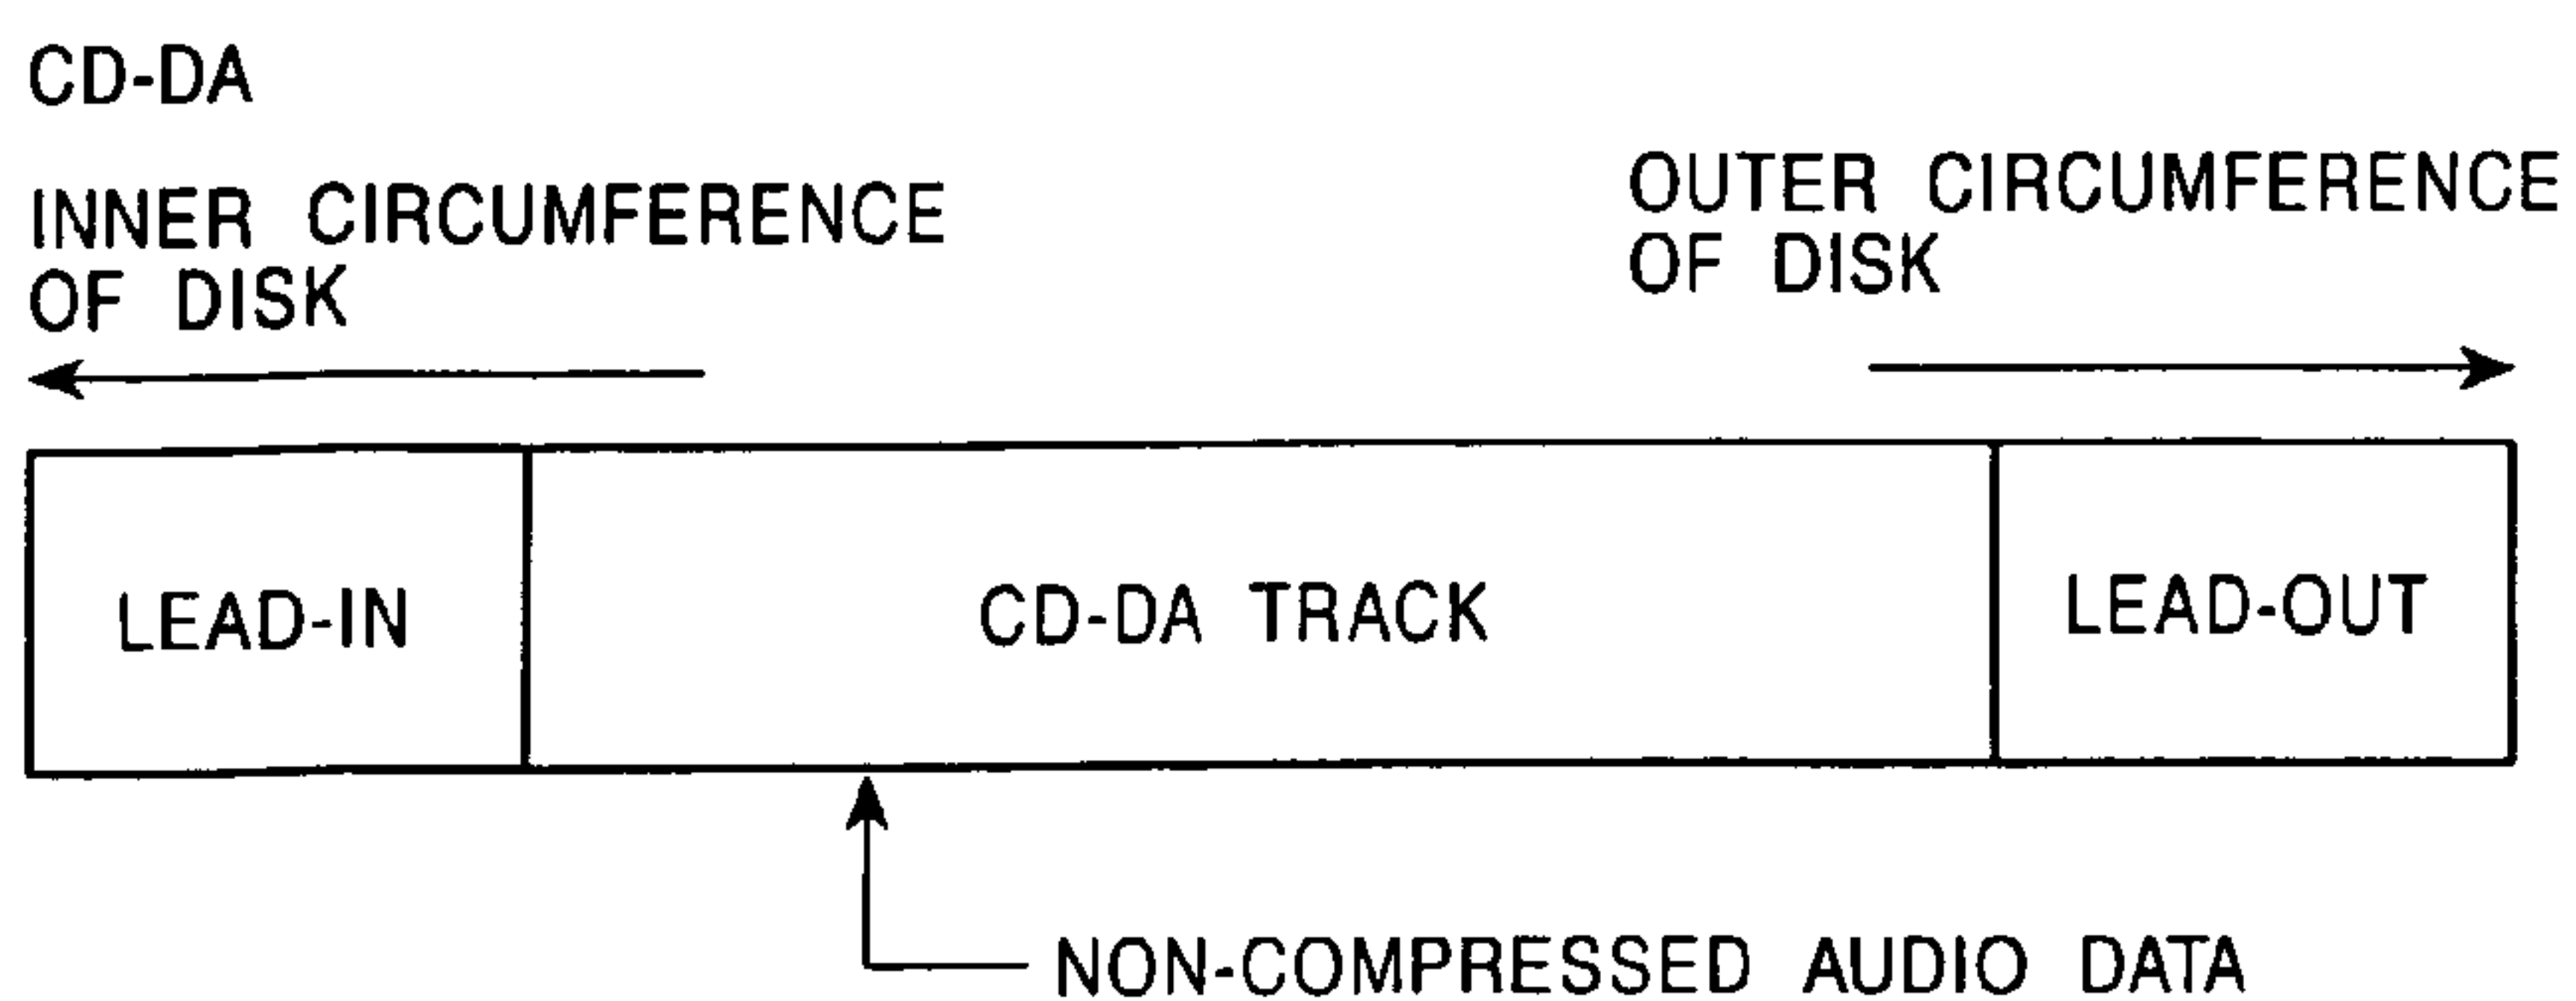 CD-DA
INNER CIRCUMFERENCE
OF DISK
OUTER CIRCUMFERENCE
OF DISK
LEAD-IN
CD-DA TRACK
LEAD-OUT
NON-COMPRESSED AUDIO DATA